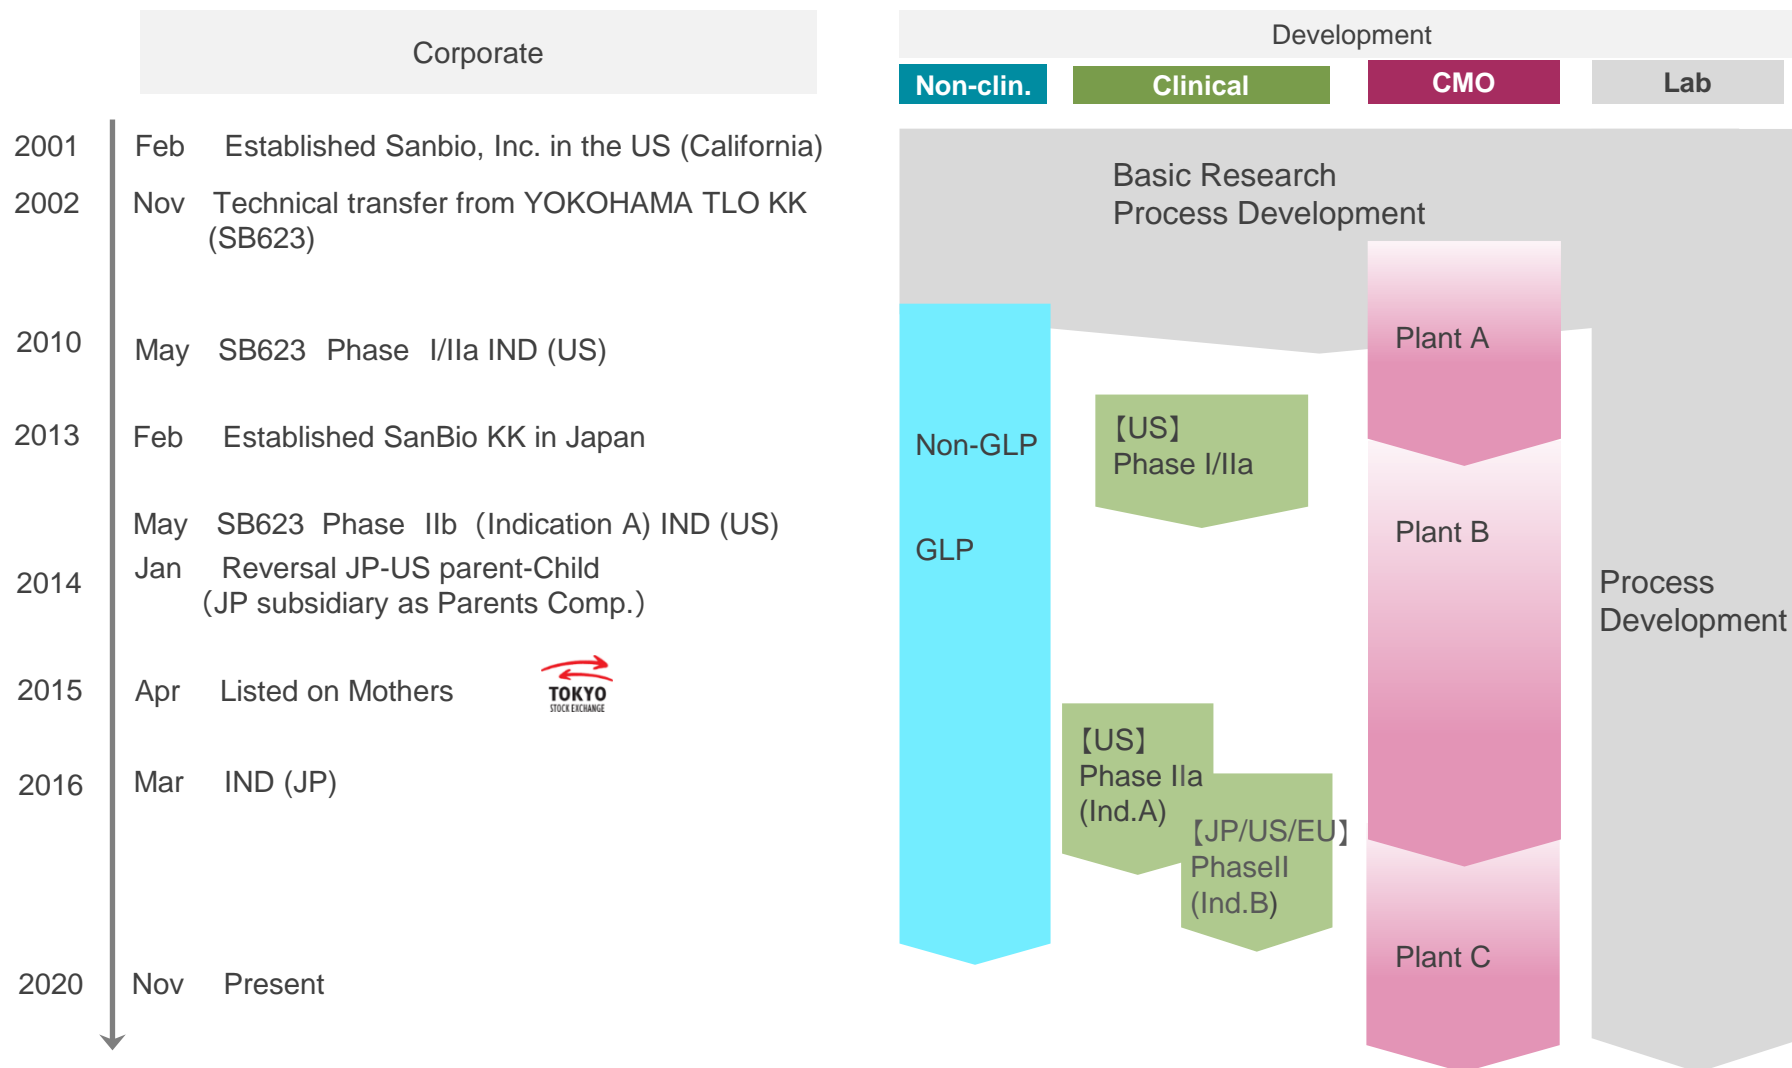 Corporate
2001 Feb Established Sanbio, Inc. in the US (California)
2002 Nov Technical transfer from YOKOHAMA TLO KK
(SB623)
2010 May SB623 Phase I/IIa IND (US)
2013 Feb Established SanBio KK in Japan
May SB623 Phase IIb (Indication A) IND (US)
2014 Jan Reversal JP-US parent-Child
(JP subsidiary as Parents Comp.)
2015 Apr Listed on Mothers
TOKYO
STOCK EXCHANGE
2016 Mar IND (JP)
2020 Nov Present
Development
Non-clin. Clinical CMO Lab
Basic Research
Process Development
Non-GLP
GLP
【US】
Phase I/IIa
【US】
Phase IIa
(Ind.A)
【JP/US/EU】
PhaseII
(Ind.B)
Plant A
Plant B
Plant C
Process
Development